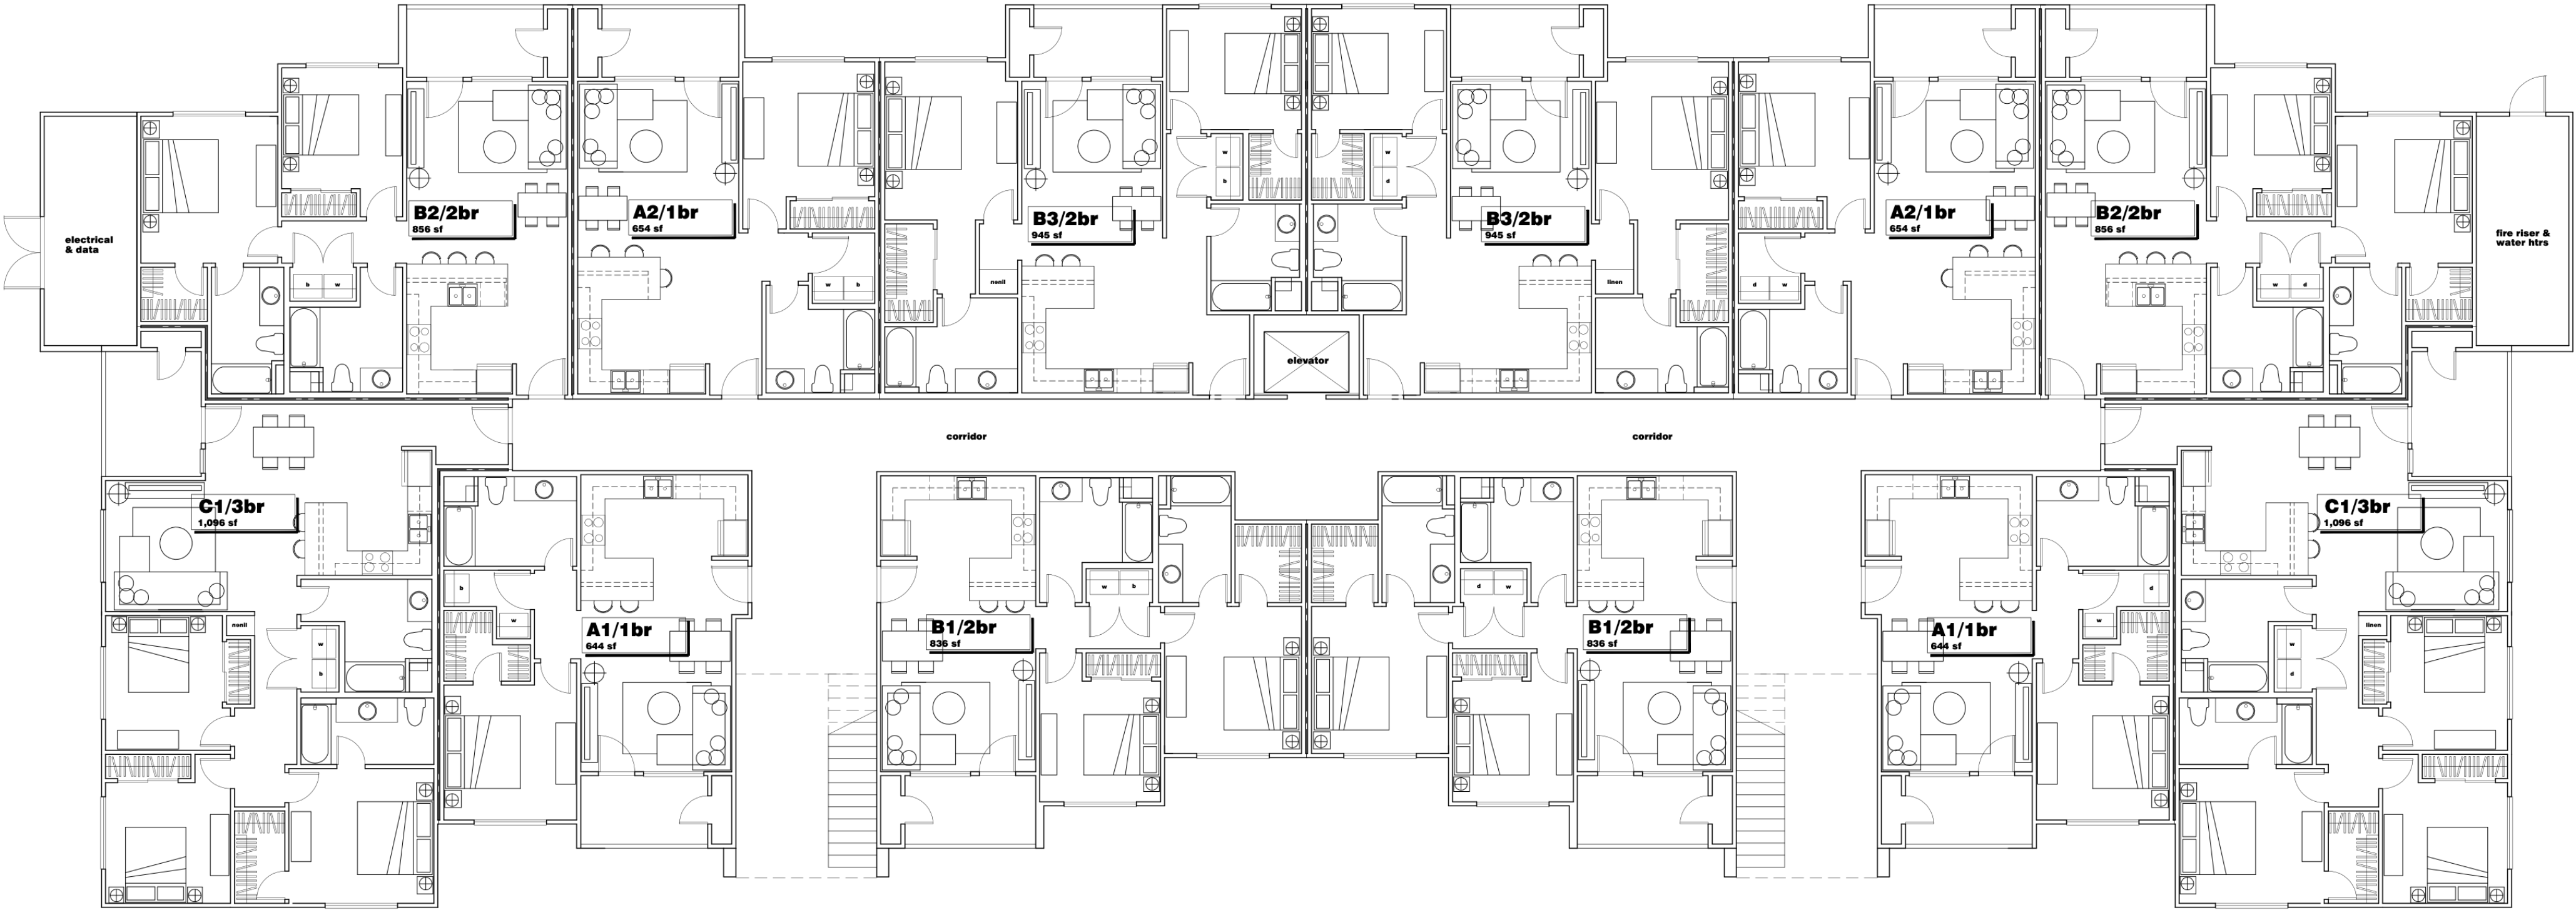 electrical
& data
B2/2br
856 sf
A2/1br
654 sf
B3/2br
945 sf
B3/2br
945 sf
A2/1br
654 sf
B2/2br
856 sf
fire riser &
water htrs
w
b
w
d
b w
w b
nonil
linen
d w
w d
elevator
corridor
corridor
C1/3br
1,096 sf
C1/3br
1,096 sf
b
w
w b
d w
d
w
A1/1br
644 sf
B1/2br
836 sf
B1/2br
836 sf
A1/1br
644 sf
nonil
linen
w
b
w
d